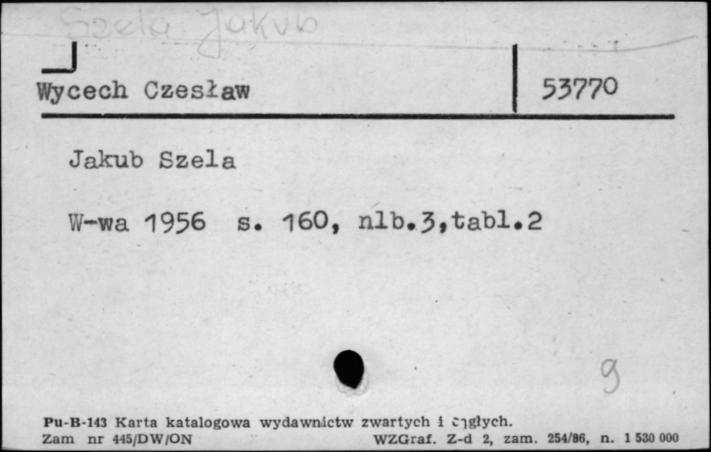 Szela Jakub
Wycech Czesław 53770
Jakub Szela
W-wa 1956 s. 160, nlb.3,tabl.2
9
Pu-B-143 Karta katalogowa wydawnictw zwartych i ciągłych.
Zam nr 445/DW/ON WZGraf. Z-d 2, zam. 254/86, n. 1 530 000